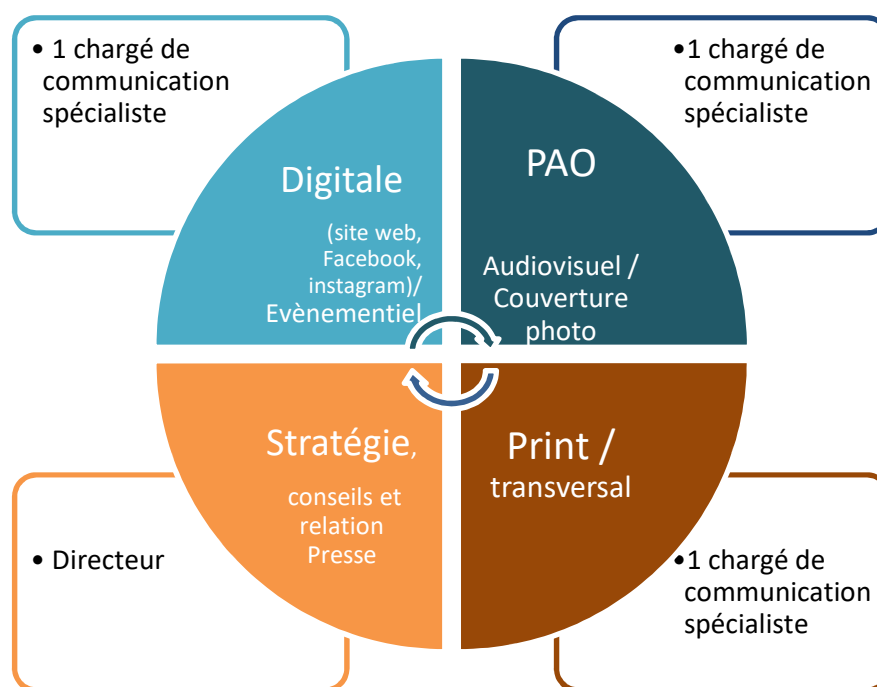 • 1 chargé de
communication
spécialiste
•1 chargé de
communication
spécialiste
Digitale
(site web,
Facebook,
instagram)/
Evènementiel
PAO
Audiovisuel /
Couverture
photo
Stratégie,
conseils et
relation
Presse
Print /
transversal
• Directeur
•1 chargé de
communication
spécialiste